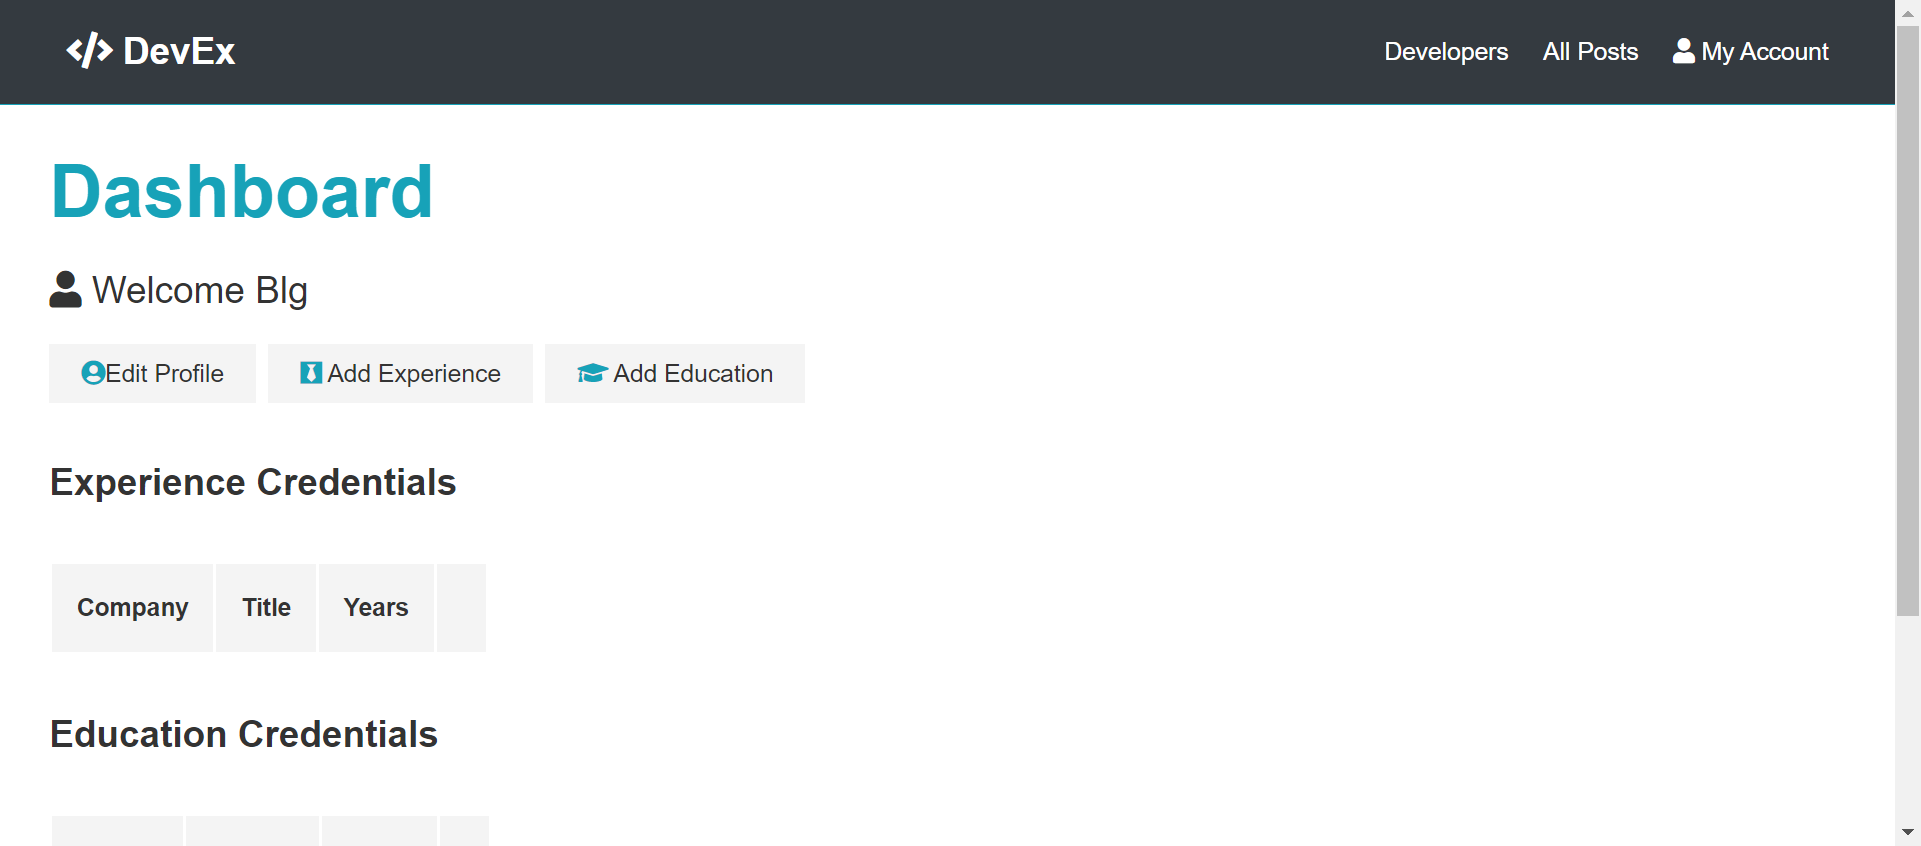 DevEx
Developers All Posts My Account
Dashboard
Welcome Blg
Edit Profile Add Experience Add Education
Experience Credentials
Company Title Years
Education Credentials